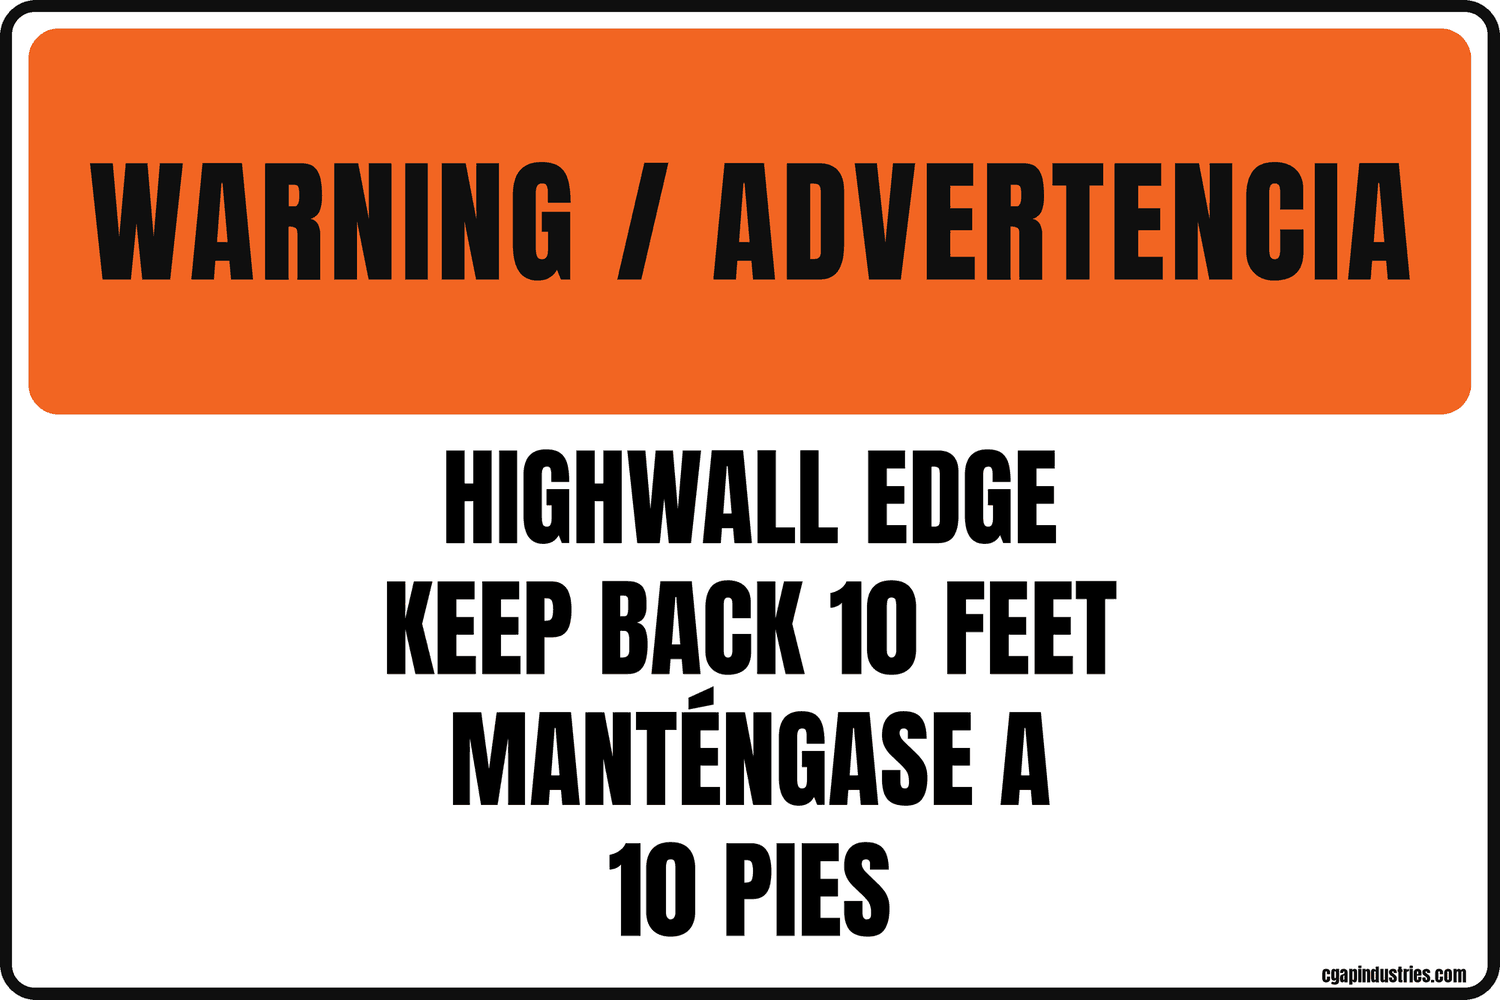 WARNING / ADVERTENCIA
HIGHWALL EDGE
KEEP BACK 10 FEET
MANTÉNGASE A
10 PIES
cgapindustries.com